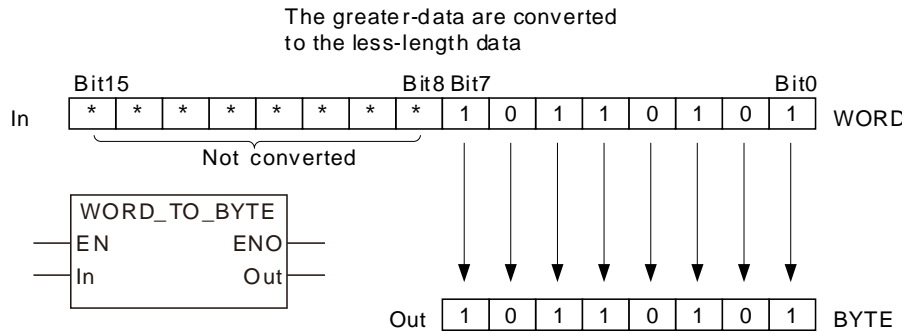 The greater-data are converted
to the less-length data
Bit15 Bit8 Bit7 Bit0
In * * * * * * * * 1 0 1 1 0 1 0 1 WORD
Not converted
WORD_TO_BYTE
EN ENO
In Out
Out 1 0 1 1 0 1 0 1 BYTE